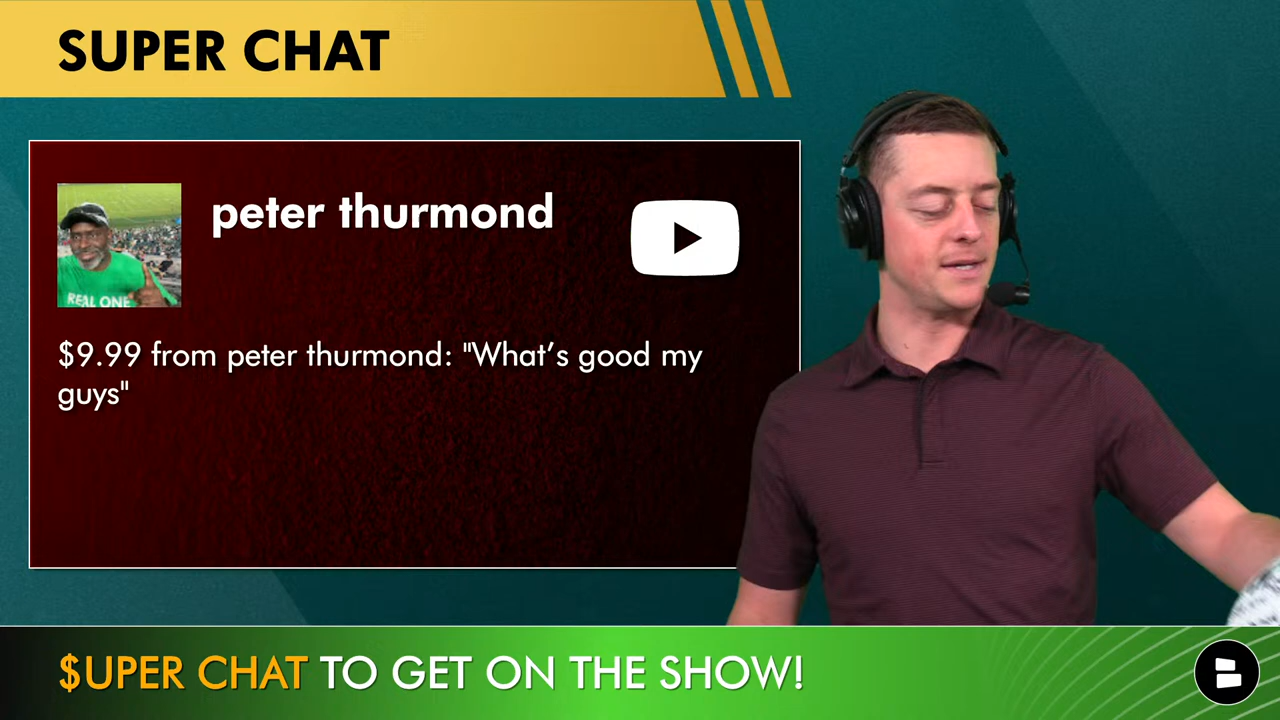 SUPER CHAT
peter thurmond
REAL ONE
$9.99 from peter thurmond: "What’s good my
guys"
$UPER CHAT TO GET ON THE SHOW!